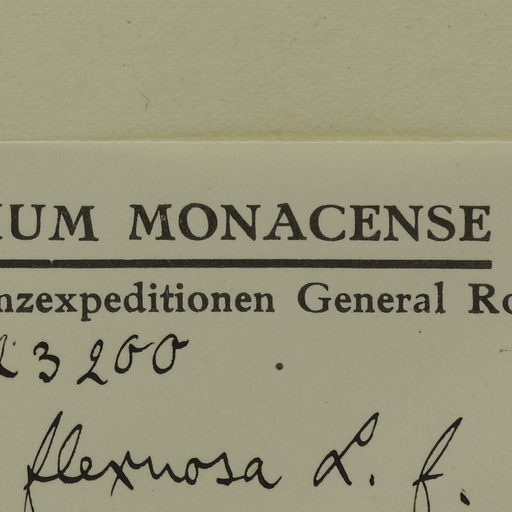 IUM MONACENSE
nzexpeditionen General Ro
3200
flexuosa L. f.